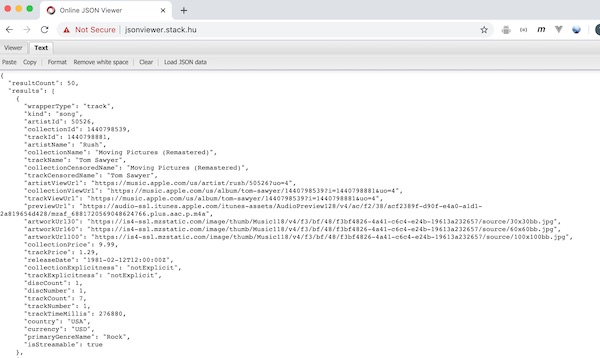 Online JSON Viewer
Not Secure | jsonviewer.stack.hu
Viewer Text
Paste Copy Format Remove white space Clear Load JSON data
{
"resultCount": 50,
"results": [
{
"wrapperType": "track",
"kind": "song",
"artistId": 50526,
"collectionId": 1440798539,
"trackId": 1440798881,
"artistName": "Rush",
"collectionName": "Moving Pictures (Remastered)",
"trackName": "Tom Sawyer",
"collectionCensoredName": "Moving Pictures (Remastered)",
"trackCensoredName": "Tom Sawyer",
"artistViewUrl": "https://music.apple.com/us/artist/rush/50526?uo=4",
"collectionViewUrl": "https://music.apple.com/us/album/tom-sawyer/1440798539?i=1440798881&uo=4",
"trackViewUrl": "https://music.apple.com/us/album/tom-sawyer/1440798539?i=1440798881&uo=4",
"previewUrl": "https://audio-ssl.itunes.apple.com/itunes-assets/AudioPreview128/v4/ac/f2/38/acf2389f-d90f-e4a0-a1d1-
2a819654d428/mzaf_6881720569048624766.plus.aac.p.m4a",
"artworkUrl30": "https://is4-ssl.mzstatic.com/image/thumb/Music118/v4/f3/bf/48/f3bf4826-4a41-c6c4-e24b-19613a232657/source/30x30bb.jpg",
"artworkUrl60": "https://is4-ssl.mzstatic.com/image/thumb/Music118/v4/f3/bf/48/f3bf4826-4a41-c6c4-e24b-19613a232657/source/60x60bb.jpg",
"artworkUrl100": "https://is4-ssl.mzstatic.com/image/thumb/Music118/v4/f3/bf/48/f3bf4826-4a41-c6c4-e24b-19613a232657/source/100x100bb.jpg",
"collectionPrice": 9.99,
"trackPrice": 1.29,
"releaseDate": "1981-02-12T12:00:00Z",
"collectionExplicitness": "notExplicit",
"trackExplicitness": "notExplicit",
"discCount": 1,
"discNumber": 1,
"trackCount": 7,
"trackNumber": 1,
"trackTimeMillis": 276880,
"country": "USA",
"currency": "USD",
"primaryGenreName": "Rock",
"isStreamable": true
},